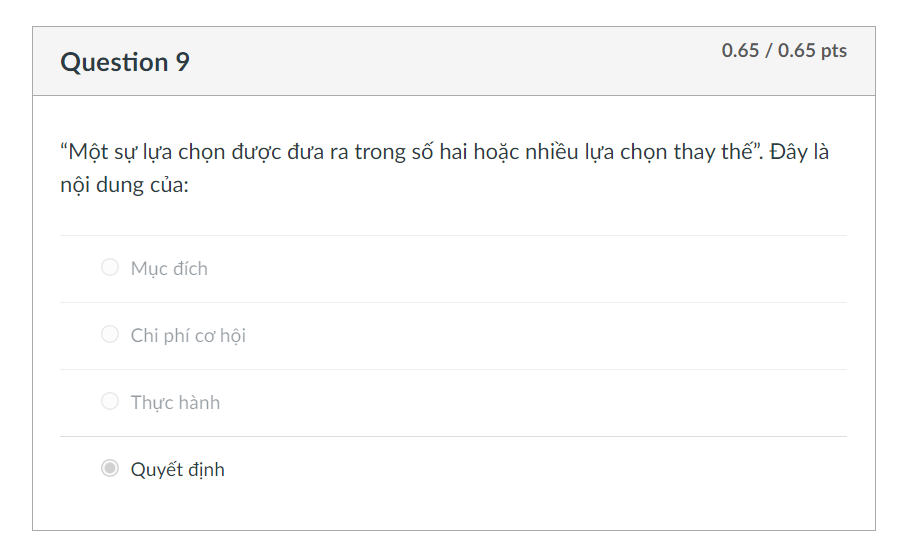 Question 9
0.65 / 0.65 pts
“Một sự lựa chọn được đưa ra trong số hai hoặc nhiều lựa chọn thay thế”. Đây là
nội dung của:
Mục đích
Chi phí cơ hội
Thực hành
Quyết định